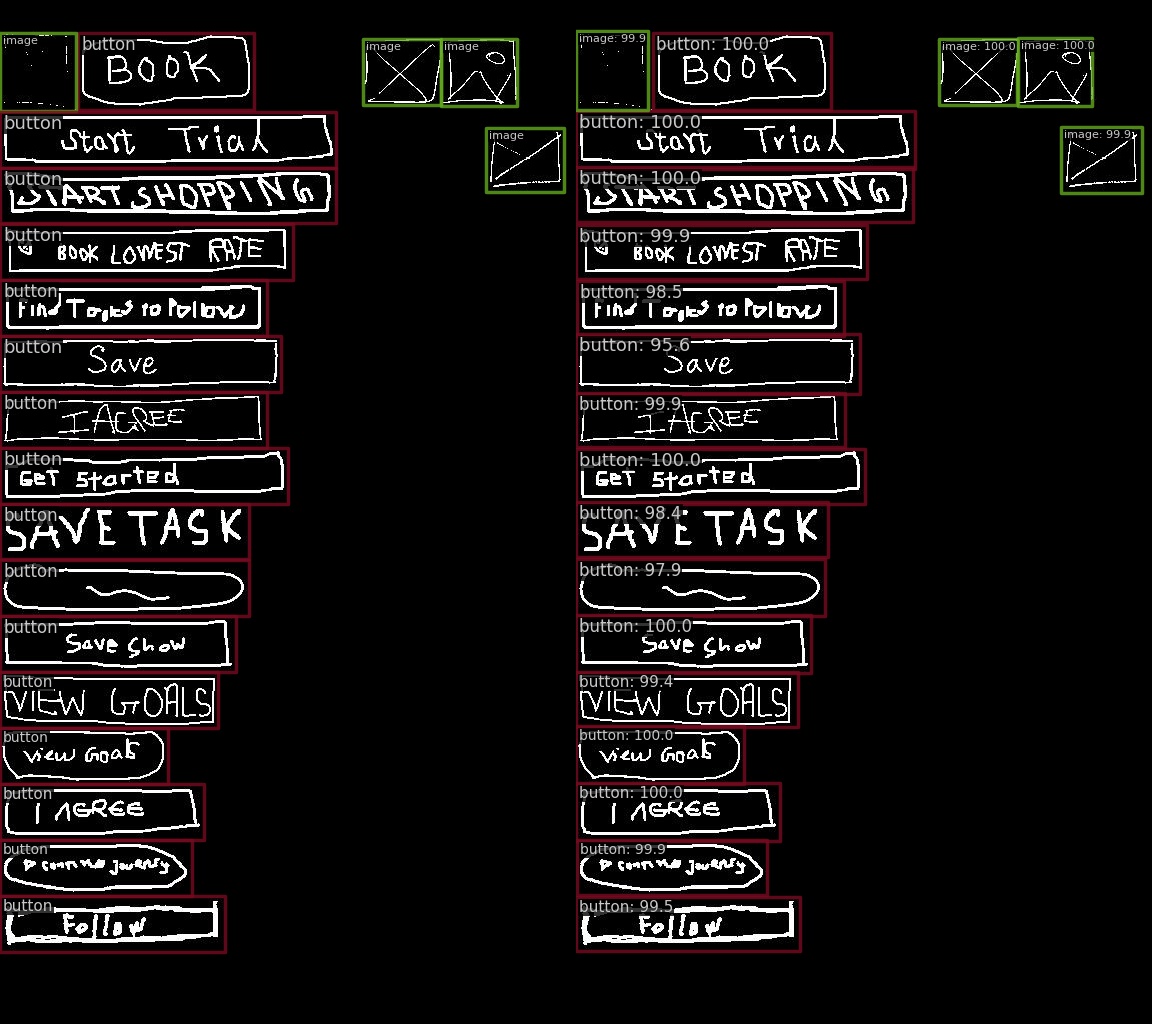 image button BOOK image image image: 99.9 button: 100.0 BOOK image: 100.0 image: 100.0
button Start Trial image button: 100.0 Start Trial image: 99.9
button START SHOPPING button: 100.0 START SHOPPING
button BOOK LOWEST RATE button: 99.9 BOOK LOWEST RATE
button Find Topics to Follow button: 98.5 Find Topics to Follow
button Save button: 95.6 Save
button I AGREE button: 99.9 I AGREE
button GeT Started button: 100.0 GeT Started
button SAVE TASK button: 98.4 SAVE TASK
button button: 97.9
button Save Show button: 100.0 Save Show
button VIEW GOALS button: 99.4 VIEW GOALS
button view Goals button: 100.0 view Goals
button I AGREE button: 100.0 I AGREE
button continue journey button: 99.9 continue journey
button Follow button: 99.5 Follow